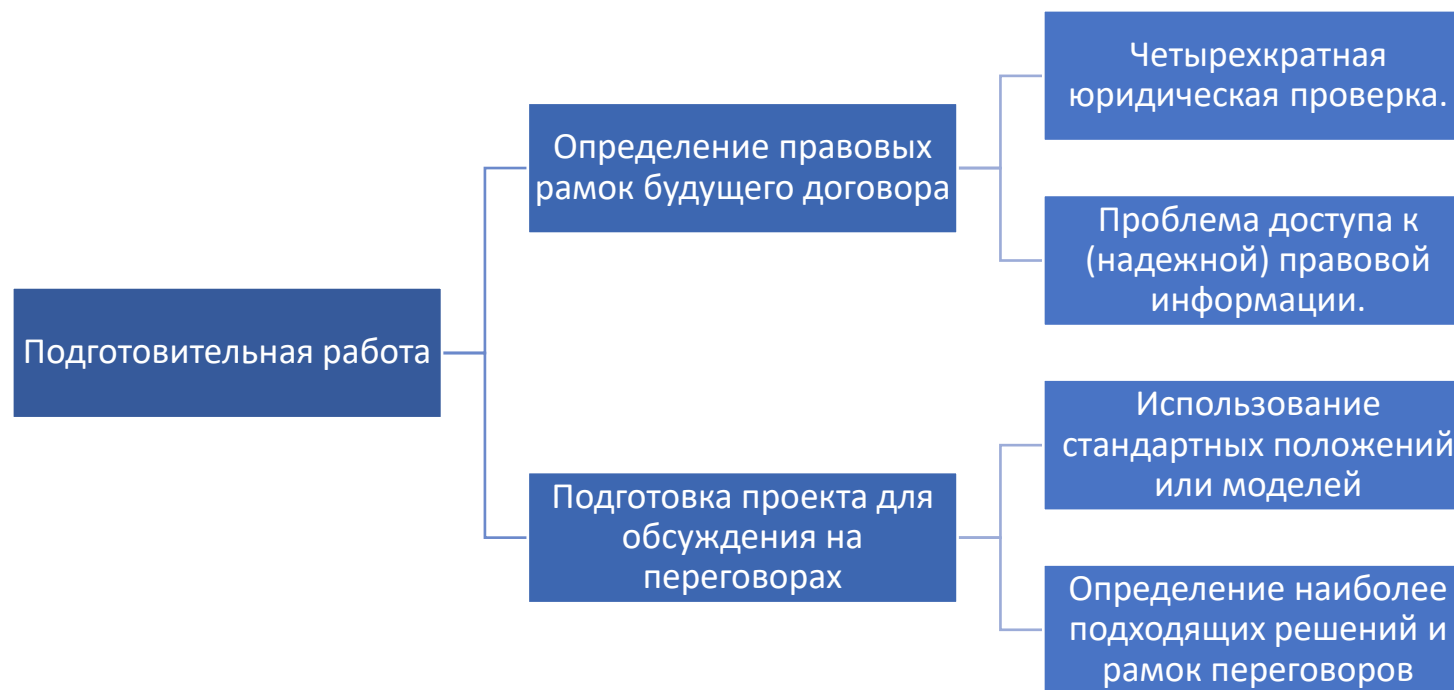 Подготовительная работа
Определение правовых
рамок будущего договора
Четырехкратная
юридическая проверка.
Проблема доступа к
(надежной) правовой
информации.
Подготовка проекта для
обсуждения на
переговорах
Использование
стандартных положений
или моделей
Определение наиболее
подходящих решений и
рамок переговоров